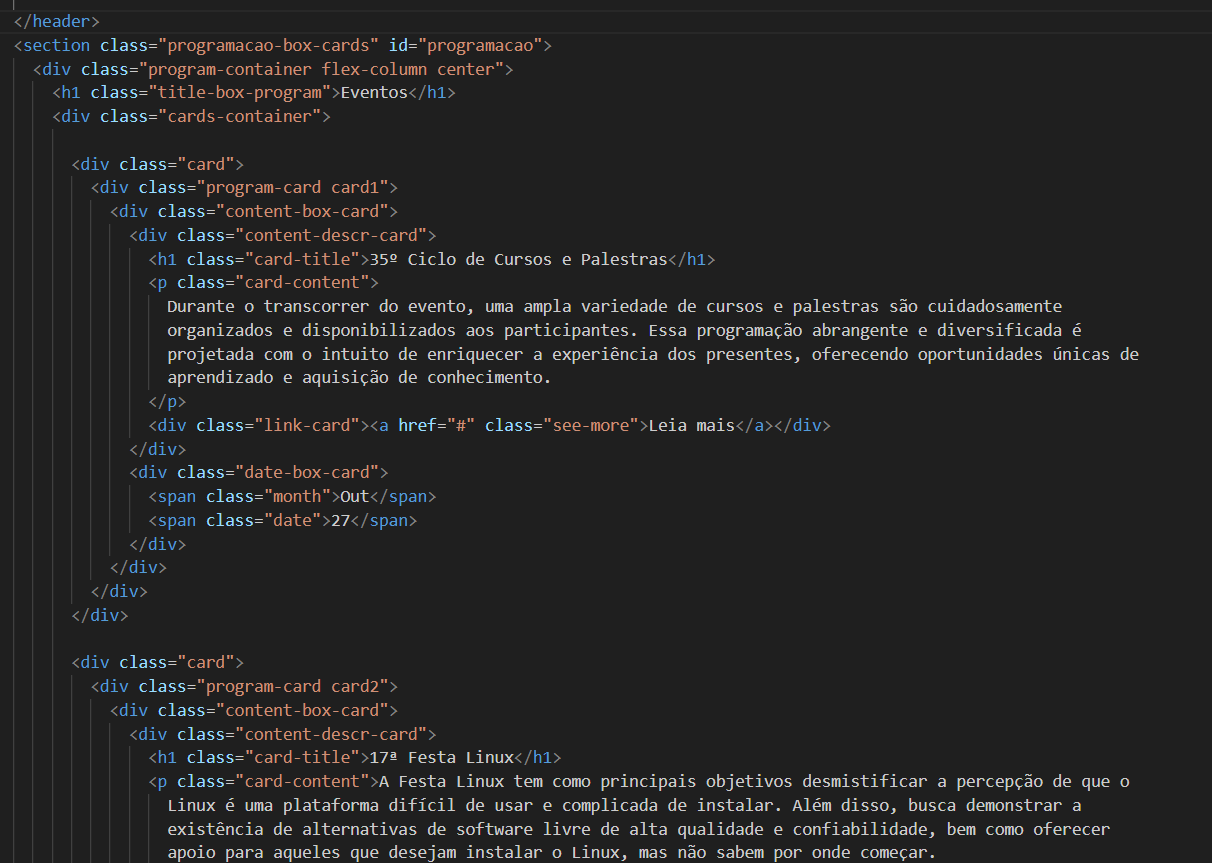 </header>
<section class="programacao-box-cards" id="programacao">
<div class="program-container flex-column center">
<h1 class="title-box-program">Eventos</h1>
<div class="cards-container">
<div class="card">
<div class="program-card card1">
<div class="content-box-card">
<div class="content-descr-card">
<h1 class="card-title">35º Ciclo de Cursos e Palestras</h1>
<p class="card-content">
Durante o transcorrer do evento, uma ampla variedade de cursos e palestras são cuidadosamente
organizados e disponibilizados aos participantes. Essa programação abrangente e diversificada é
projetada com o intuito de enriquecer a experiência dos presentes, oferecendo oportunidades únicas de
aprendizado e aquisição de conhecimento.
</p>
<div class="link-card"><a href="#" class="see-more">Leia mais</a></div>
</div>
<div class="date-box-card">
<span class="month">Out</span>
<span class="date">27</span>
</div>
</div>
</div>
</div>
<div class="card">
<div class="program-card card2">
<div class="content-box-card">
<div class="content-descr-card">
<h1 class="card-title">17ª Festa Linux</h1>
<p class="card-content">A Festa Linux tem como principais objetivos desmistificar a percepção de que o
Linux é uma plataforma difícil de usar e complicada de instalar. Além disso, busca demonstrar a
existência de alternativas de software livre de alta qualidade e confiabilidade, bem como oferecer
apoio para aqueles que desejam instalar o Linux, mas não sabem por onde começar.